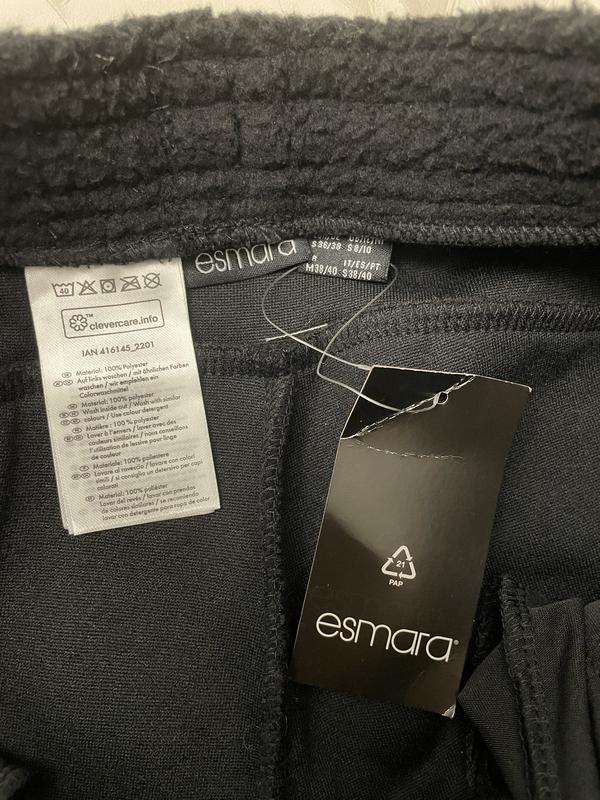 esmara
S36/38 S 8/10
IT/ES/PT
M38/40 S38/40
40
clevercare.info
IAN 416145_2201
Material: 100% Polyester
Auf links waschen / mit ähnlichen Farben
waschen / wir empfehlen ein
Colorwaschmittel
Material: 100% Polyester
Wash inside out / Wash with similar
colours / Use colour detergent
Matière : 100% polyester
Laver à l'envers / laver avec des
couleurs similaires / nous conseillons
l'utilisation de lessive pour linge
de couleur
Materiale: 100% poliestere
Lavare al rovescio / lavare con colori
simili / si consiglia un detersivo per capi
colorati
Material: 100% poliéster
Lavar del revés / lavar con prendas
de colores similares / se recomienda
lavar con detergente para ropa de color
21
PAP
esmara®